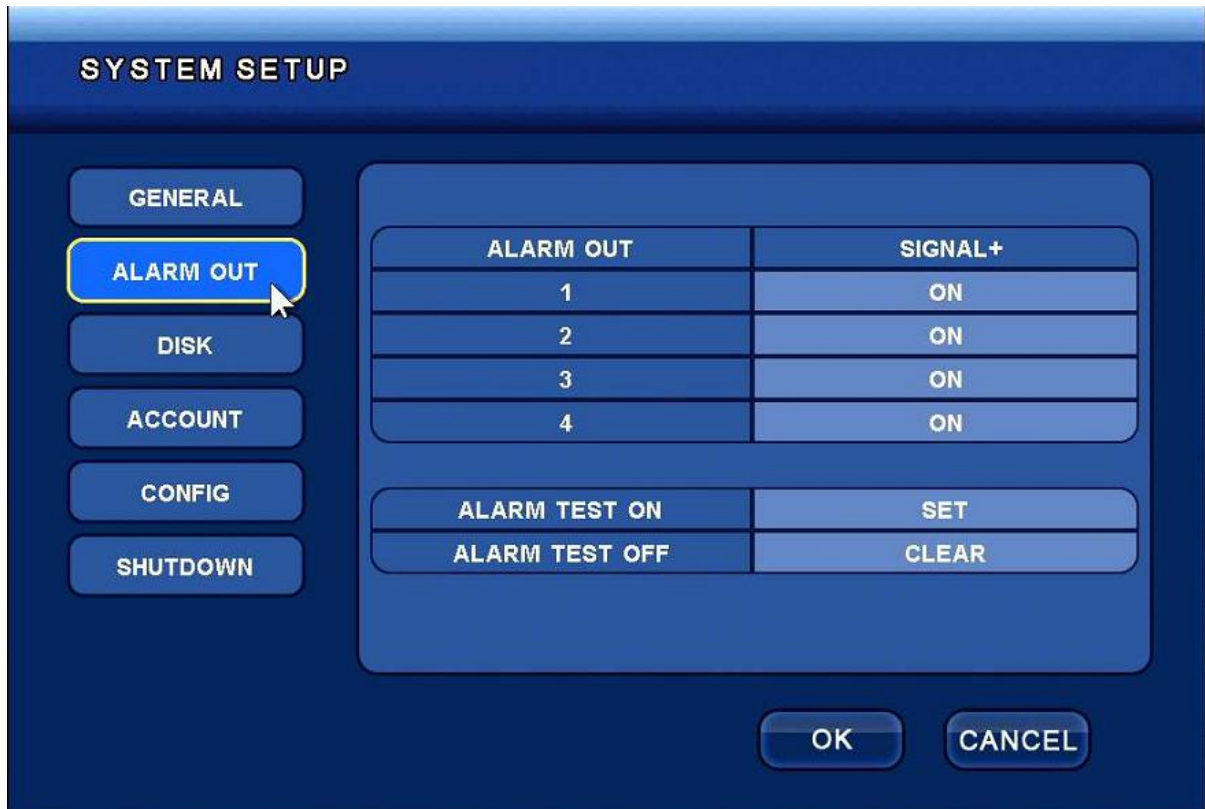 SYSTEM SETUP
GENERAL
ALARM OUT
DISK
ACCOUNT
CONFIG
SHUTDOWN
ALARM OUT SIGNAL+
1 ON
2 ON
3 ON
4 ON
ALARM TEST ON SET
ALARM TEST OFF CLEAR
OK CANCEL